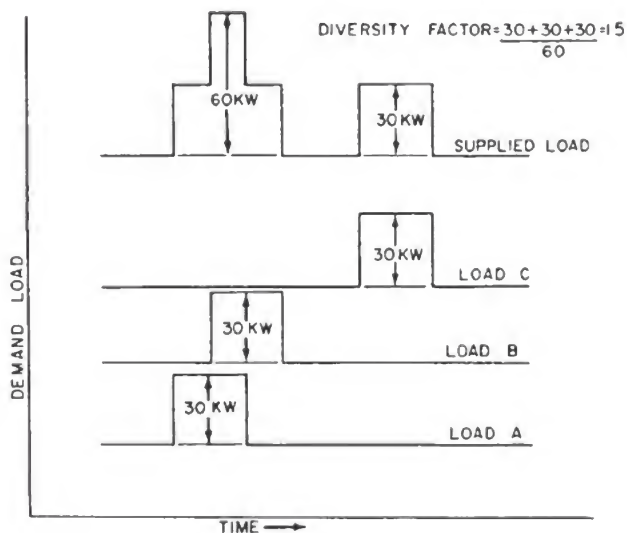 DIVERSITY FACTOR=30+30+30=1.5
60
60KW
30KW
SUPPLIED LOAD
30KW
LOAD C
30KW
LOAD B
30KW
LOAD A
DEMAND LOAD
TIME